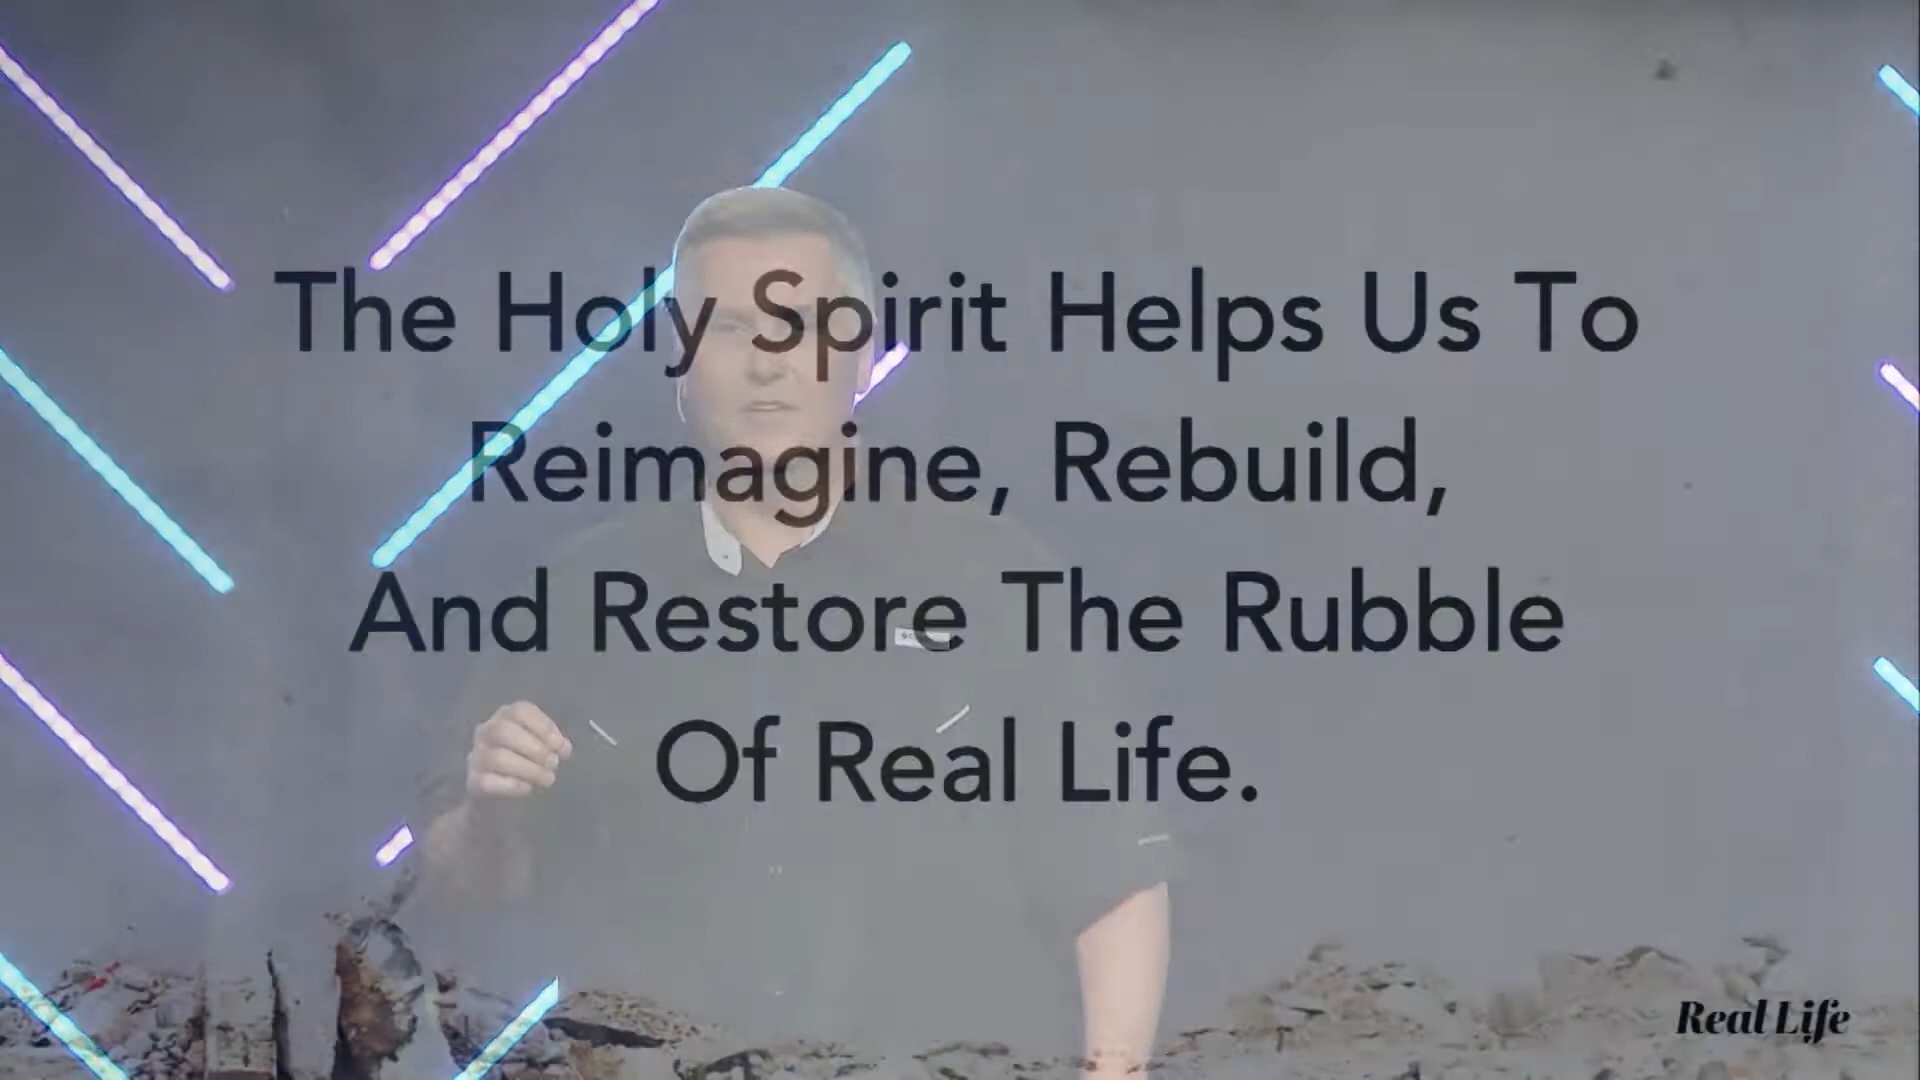 The Holy Spirit Helps Us To
Reimagine, Rebuild,
And Restore The Rubble
Of Real Life.
Real Life